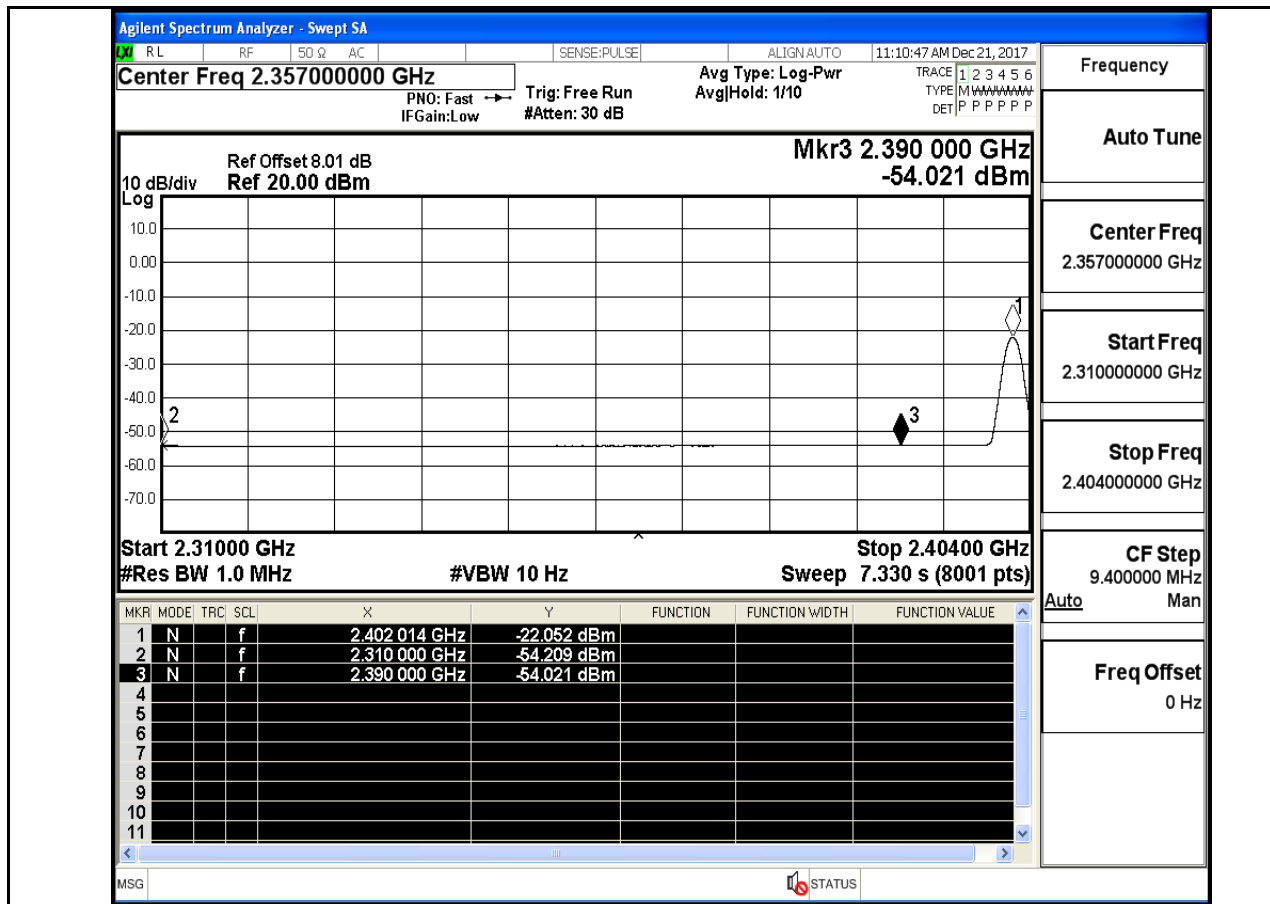 Agilent Spectrum Analyzer - Swept SA
LXI RL RF 50 Ω AC SENSE:PULSE ALIGN AUTO 11:10:47 AM Dec 21, 2017
Center Freq 2.357000000 GHz
PNO: Fast
IFGain:Low
Trig: Free Run
#Atten: 30 dB
Avg Type: Log-Pwr
Avg|Hold: 1/10
TRACE 1 2 3 4 5 6
TYPE M WWWWW
DET P P P P P P
Mkr3 2.390 000 GHz
-54.021 dBm
Ref Offset 8.01 dB
10 dB/div Ref 20.00 dBm
Log
10.0
0.00
-10.0
-20.0
-30.0
-40.0
-50.0
-60.0
-70.0
1
2
3
Start 2.31000 GHz Stop 2.40400 GHz
#Res BW 1.0 MHz #VBW 10 Hz Sweep 7.330 s (8001 pts)
MKR MODE TRC SCL X Y FUNCTION FUNCTION WIDTH FUNCTION VALUE
1 N f 2.402 014 GHz -22.052 dBm
2 N f 2.310 000 GHz -54.209 dBm
3 N f 2.390 000 GHz -54.021 dBm
4
5
6
7
8
9
10
11
MSG STATUS
Frequency
Auto Tune
Center Freq
2.357000000 GHz
Start Freq
2.310000000 GHz
Stop Freq
2.404000000 GHz
CF Step
9.400000 MHz
Auto Man
Freq Offset
0 Hz